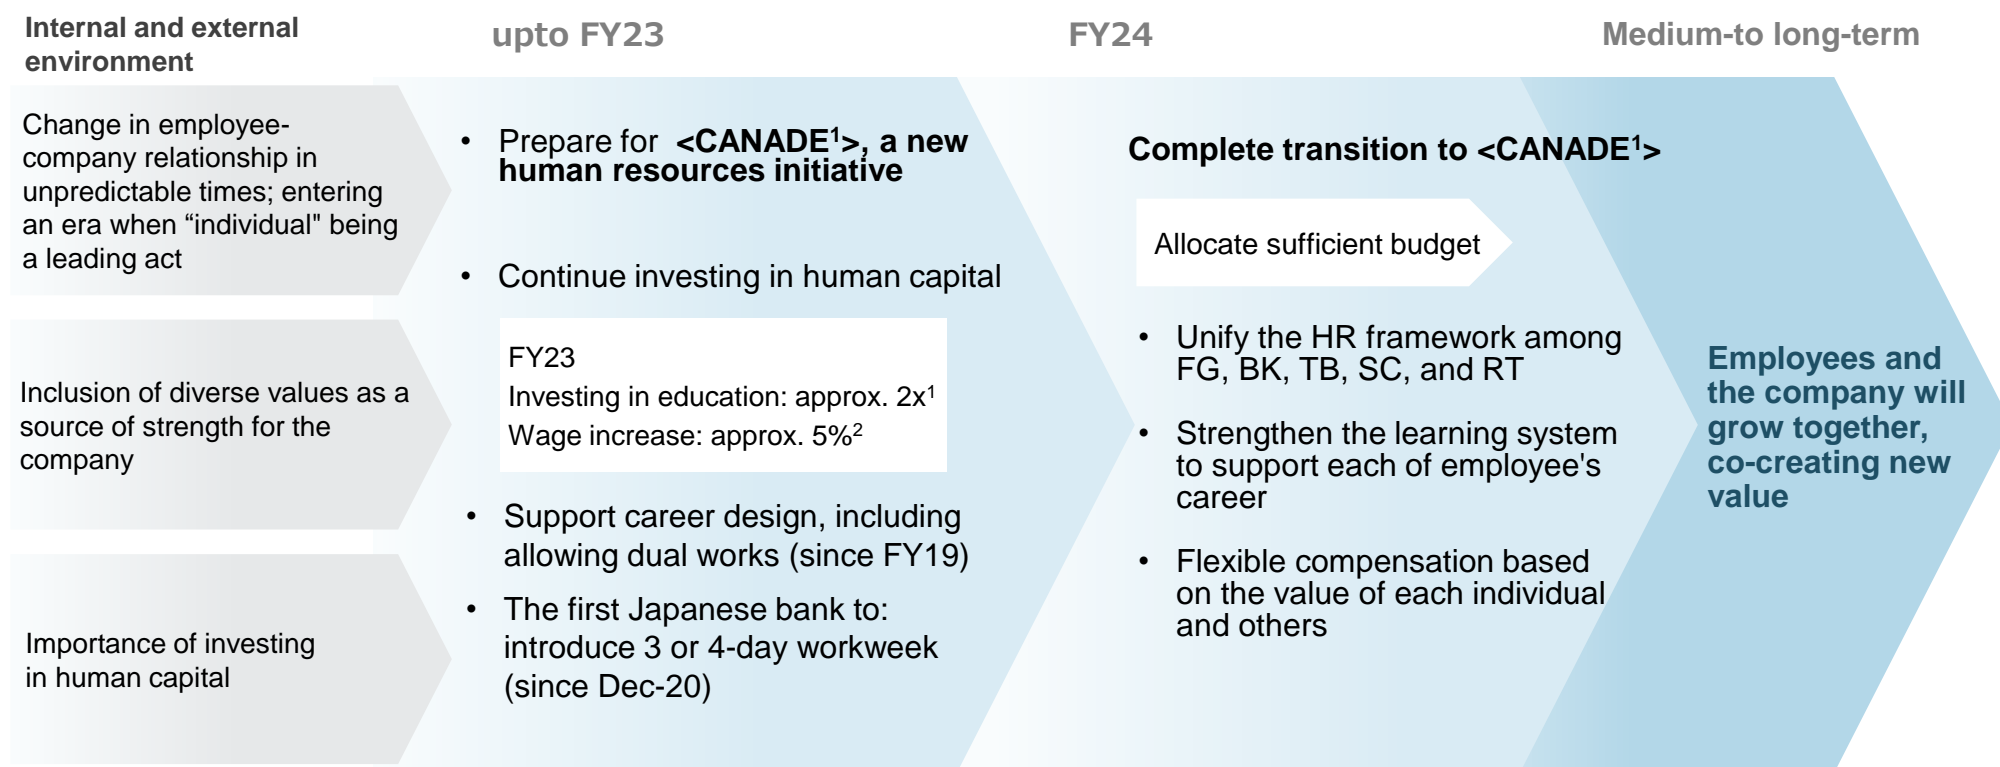 Internal and external
environment
upto FY23
FY24
Medium-to long-term
Change in employee-
company relationship in
unpredictable times; entering
an era when “individual" being
a leading act
Inclusion of diverse values as a
source of strength for the
company
Importance of investing
in human capital
• Prepare for <CANADE¹>, a new
human resources initiative
• Continue investing in human capital
FY23
Investing in education: approx. 2x¹
Wage increase: approx. 5%²
• Support career design, including
allowing dual works (since FY19)
• The first Japanese bank to:
introduce 3 or 4-day workweek
(since Dec-20)
Complete transition to <CANADE¹>
Allocate sufficient budget
• Unify the HR framework among
FG, BK, TB, SC, and RT
• Strengthen the learning system
to support each of employee's
career
• Flexible compensation based
on the value of each individual
and others
Employees and
the company will
grow together,
co-creating new
value